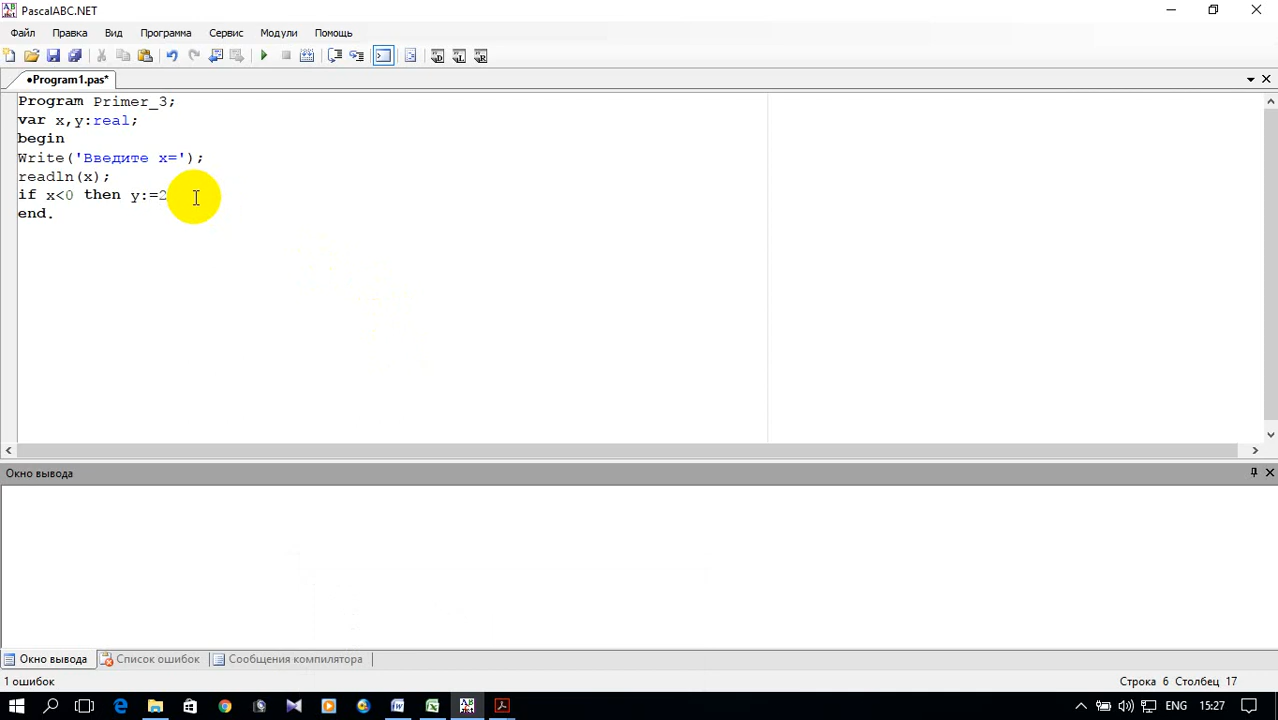 PascalABC.NET
Файл Правка Вид Программа Сервис Модули Помощь
•Program1.pas*
Program Primer_3;
var x,y:real;
begin
Write('Введите x=');
readln(x);
if x<0 then y:=2
end.
Окно вывода
Окно вывода Список ошибок Сообщения компилятора
1 ошибок Строка 6 Столбец 17
ENG 15:27